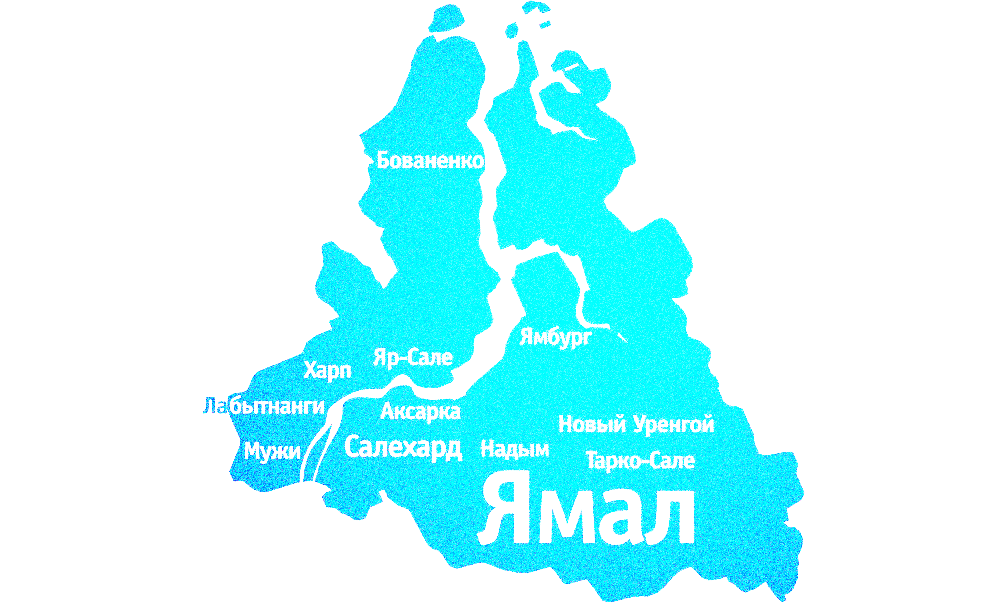 Бованенко
Ямбург
Яр-Сале
Харп
Лабытнанги
Аксарка
Новый Уренгой
Мужи
Салехард
Надым
Тарко-Сале
Ямал